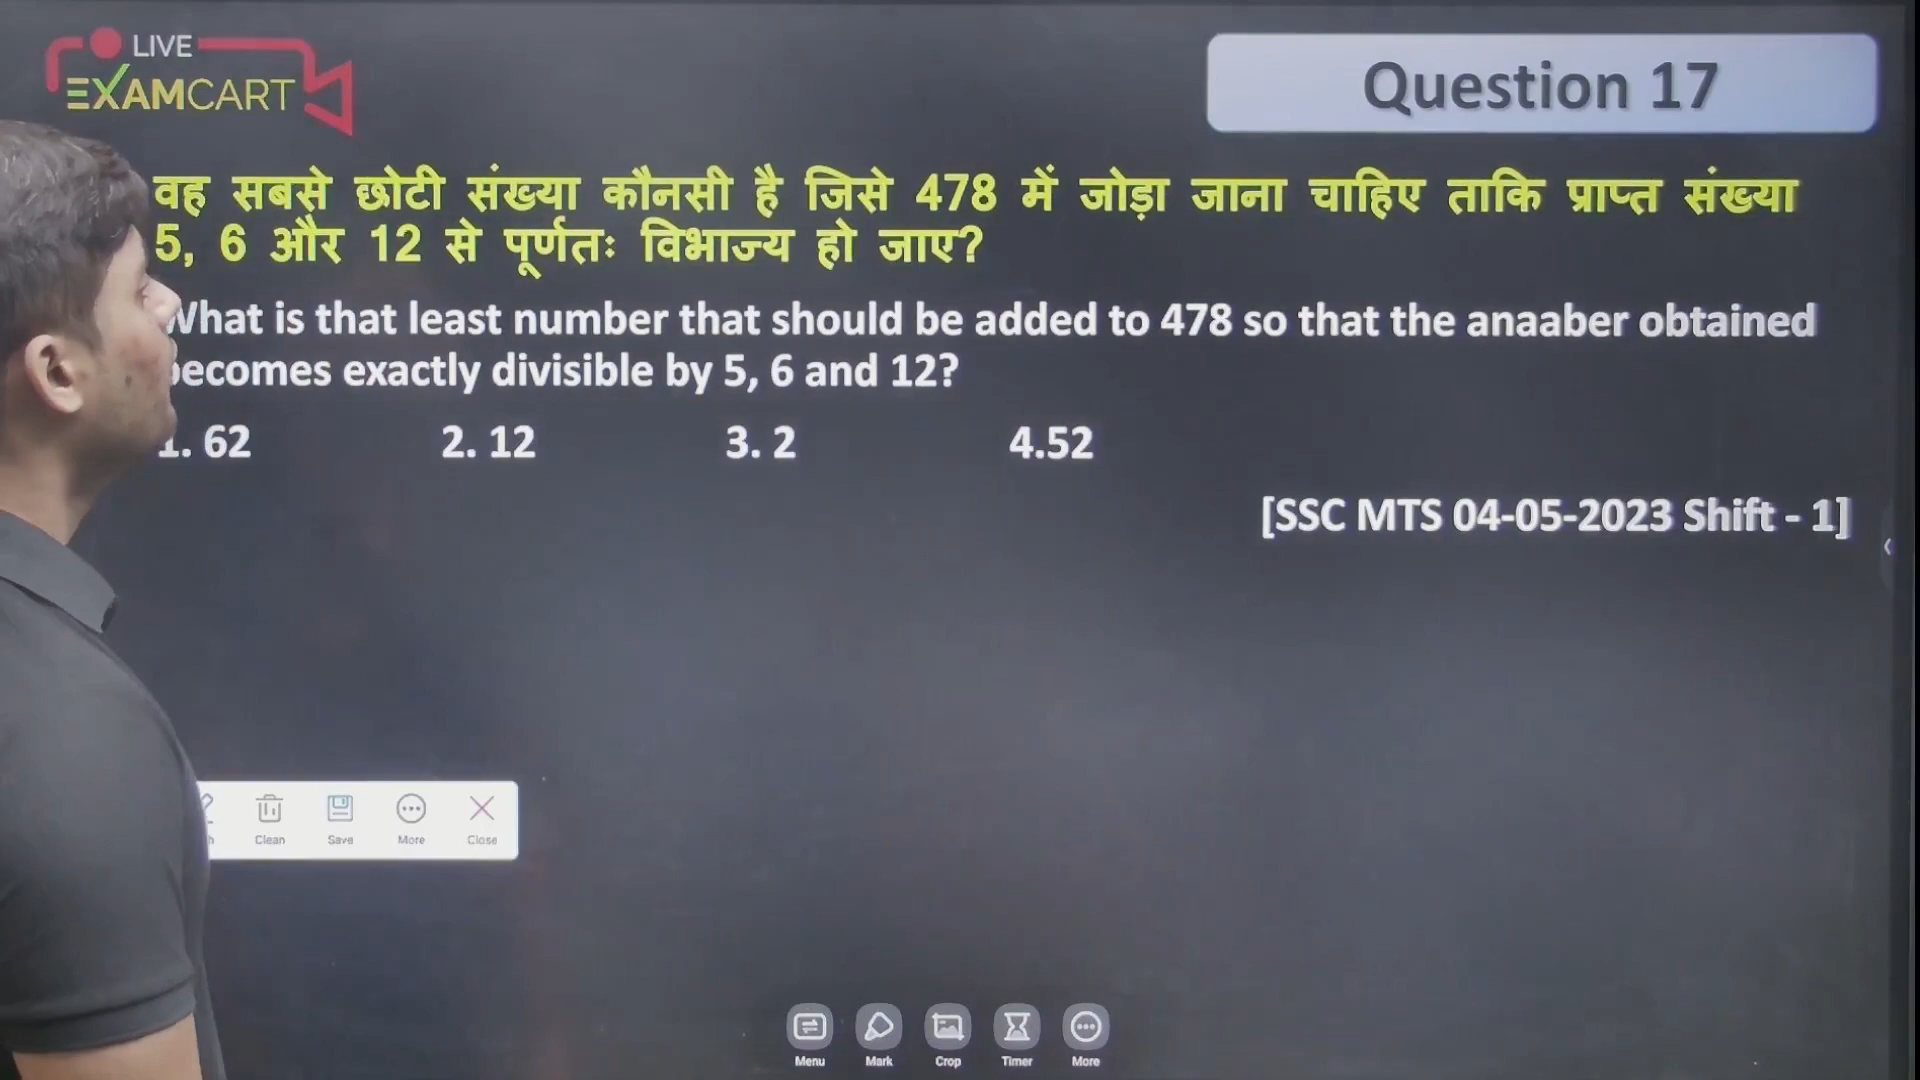 LIVE
EXAMCART
Question 17
वह सबसे छोटी संख्या कौनसी है जिसे 478 में जोड़ा जाना चाहिए ताकि प्राप्त संख्या
5, 6 और 12 से पूर्णतः विभाज्य हो जाए?
What is that least number that should be added to 478 so that the anaaber obtained
becomes exactly divisible by 5, 6 and 12?
1. 62 2. 12 3. 2 4.52
[SSC MTS 04-05-2023 Shift - 1]
Clean Save More Close
Menu Mark Crop Timer More